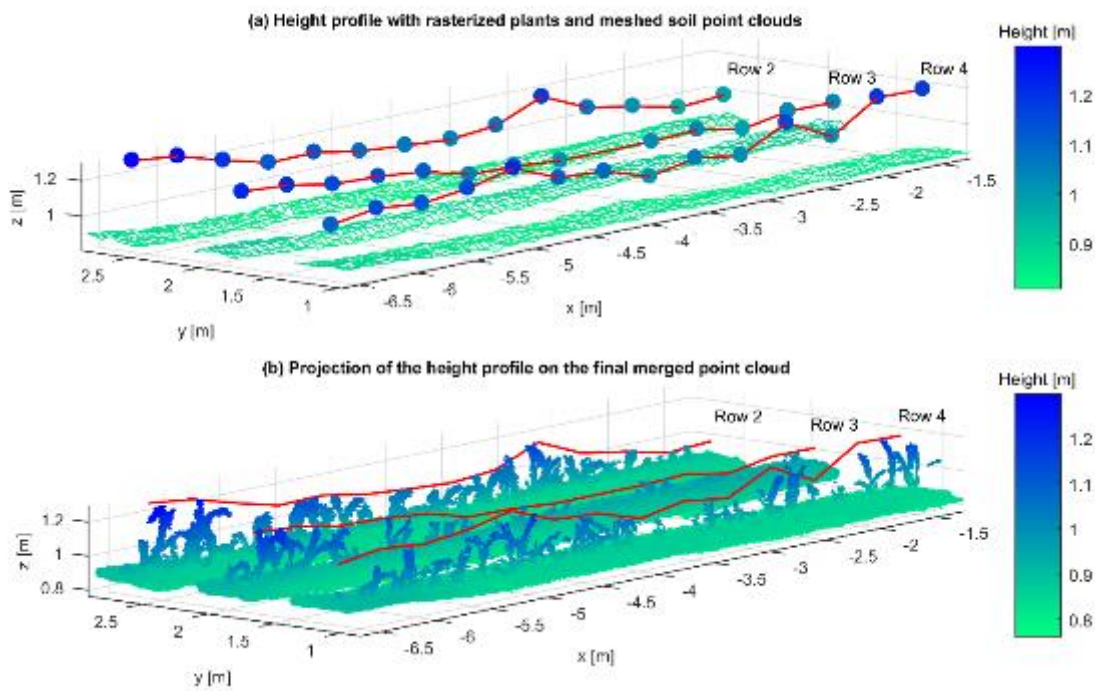 (a) Height profile with rasterized plants and meshed soil point clouds
Height [m]
Row 2
Row 3
Row 4
1.2
1
z [m]
2.5
2
1.5
1
y [m]
-6.5
-6
-5.5
-5
-4.5
-4
-3.5
-3
-2.5
-2
-1.5
x [m]
1.2
1.1
1
0.9
(b) Projection of the height profile on the final merged point cloud
Height [m]
Row 2
Row 3
Row 4
1.2
1
0.8
z [m]
2.5
2
1.5
1
y [m]
-6.5
-6
-5.5
-5
-4.5
-4
-3.5
-3
-2.5
-2
-1.5
x [m]
1.2
1.1
1
0.9
0.8